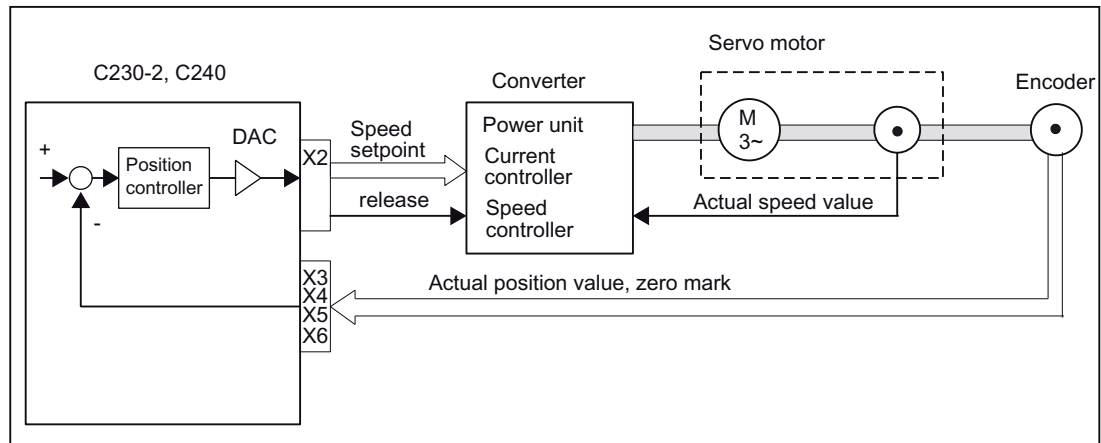 Servo motor
C230-2, C240
Converter
Encoder
DAC
Speed
setpoint
X2
Power unit
Current
controller
Speed
controller
M
3~
+
Position
controller
-
release
Actual speed value
X3
X4
X5
X6
Actual position value, zero mark